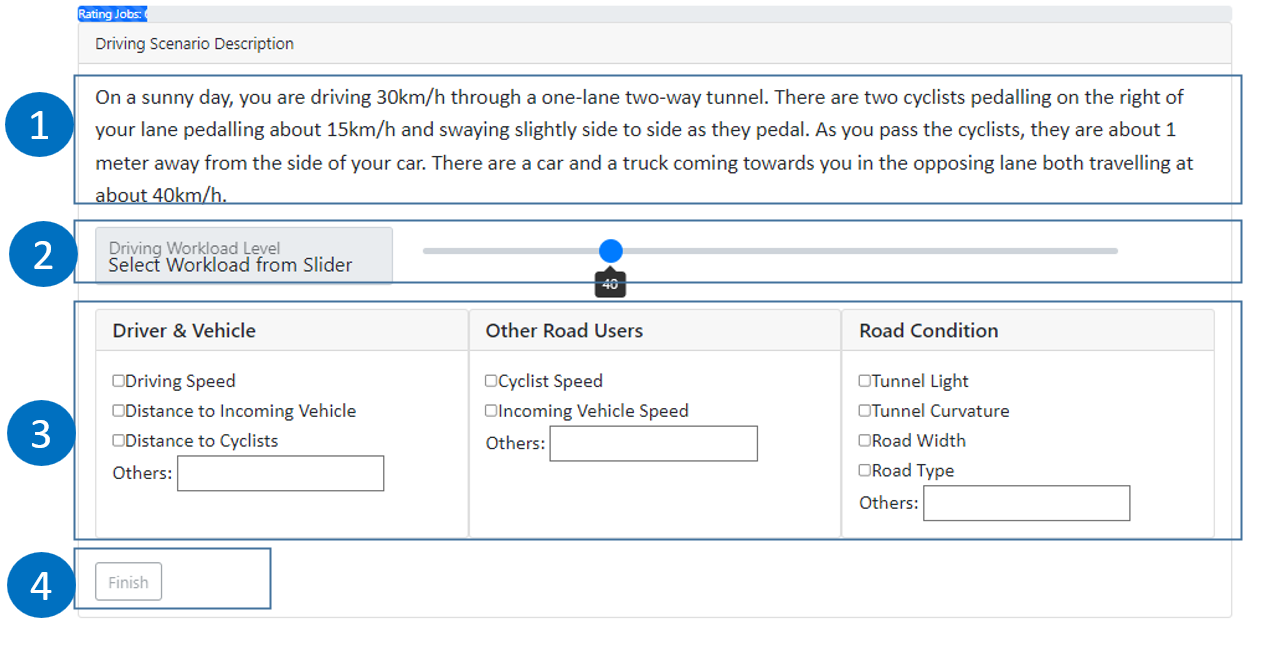 Rating Jobs:
Driving Scenario Description
1
On a sunny day, you are driving 30km/h through a one-lane two-way tunnel. There are two cyclists pedalling on the right of
your lane pedalling about 15km/h and swaying slightly side to side as they pedal. As you pass the cyclists, they are about 1
meter away from the side of your car. There are a car and a truck coming towards you in the opposing lane both travelling at
about 40km/h.
2
Driving Workload Level
Select Workload from Slider
40
3
Driver & Vehicle
Driving Speed
Distance to Incoming Vehicle
Distance to Cyclists
Others:
Other Road Users
Cyclist Speed
Incoming Vehicle Speed
Others:
Road Condition
Tunnel Light
Tunnel Curvature
Road Width
Road Type
Others:
4
Finish